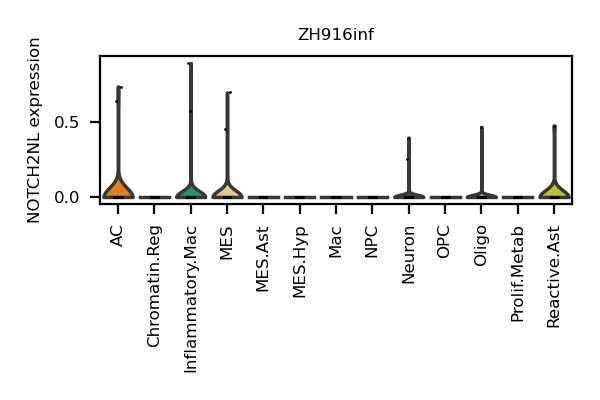 ZH916inf
NOTCH2NL expression
0.5
0.0
AC
Chromatin.Reg
Inflammatory.Mac
MES
MES.Ast
MES.Hyp
Mac
NPC
Neuron
OPC
Oligo
Prolif.Metab
Reactive.Ast